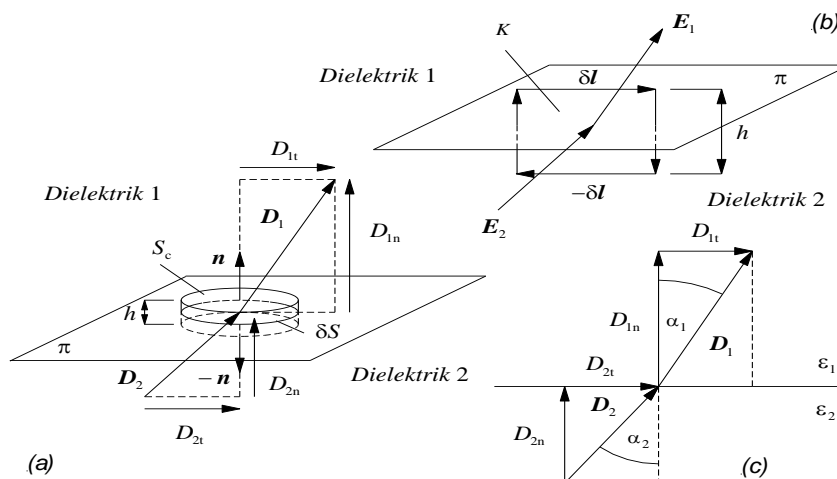 (b)
K
E₁
Dielektrik 1
δl
π
h
−δl
Dielektrik 2
E₂
D₁t
Dielektrik 1
D₁
D₁n
S_c
n
h
δS
π
D₂
−n
D₂n
Dielektrik 2
D₂t
(a)
D₁t
D₁n
α₁
D₁
D₂t
ε₁
D₂
ε₂
D₂n
α₂
(c)